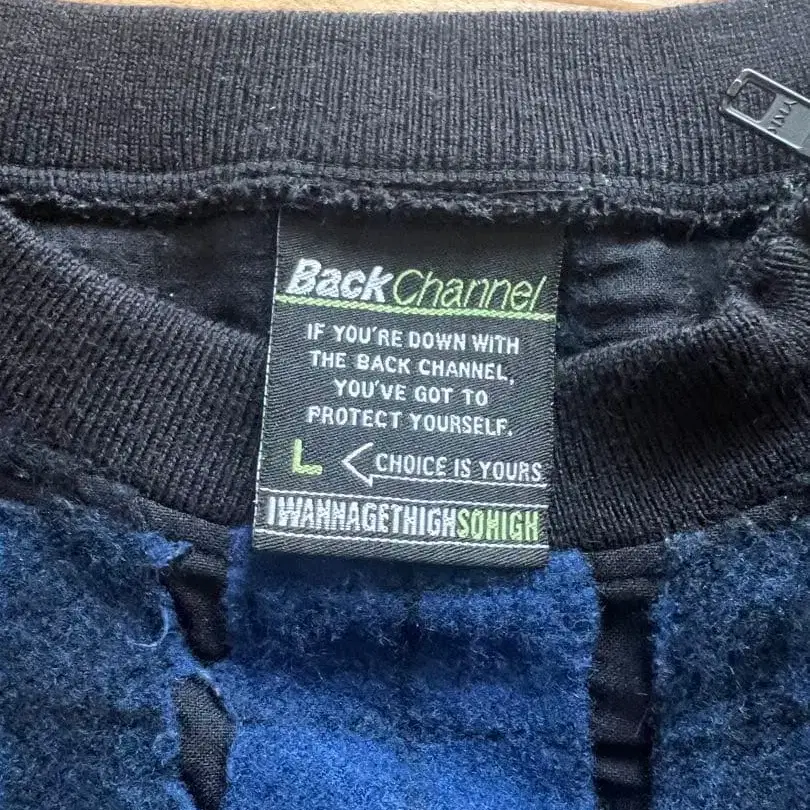 BackChannel
IF YOU'RE DOWN WITH
THE BACK CHANNEL,
YOU'VE GOT TO
PROTECT YOURSELF.
L
CHOICE IS YOURS
IWANNAGETHIGHSOHIGH